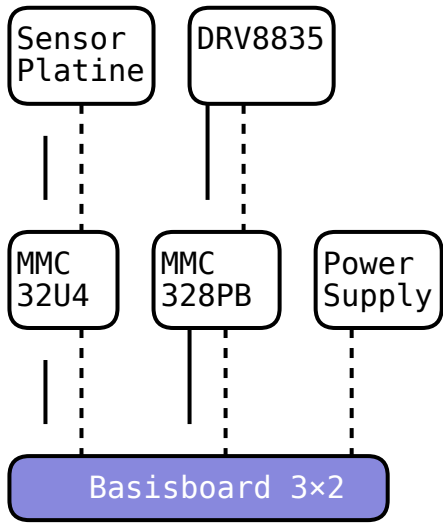 Sensor
Platine
DRV8835
MMC
32U4
MMC
328PB
Power
Supply
Basisboard 3×2